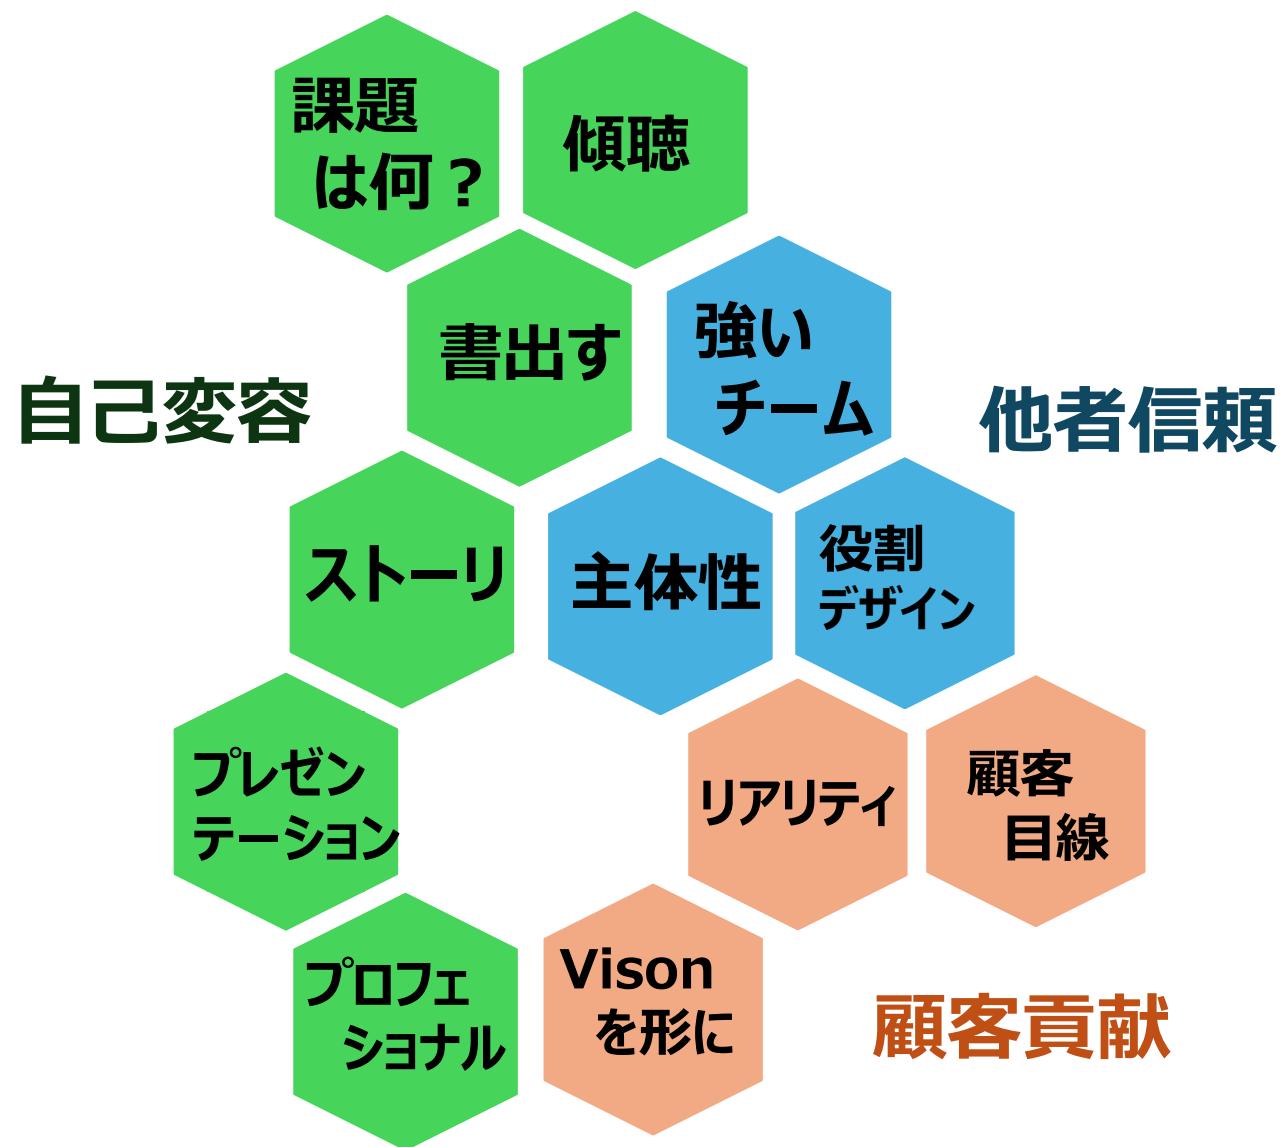 課題
は何？
傾聴
書出す
強い
チーム
自己変容
他者信頼
ストーリ
主体性
役割
デザイン
プレゼン
テーション
リアリティ
顧客
目線
プロフェ
ショナル
Vison
を形に
顧客貢献